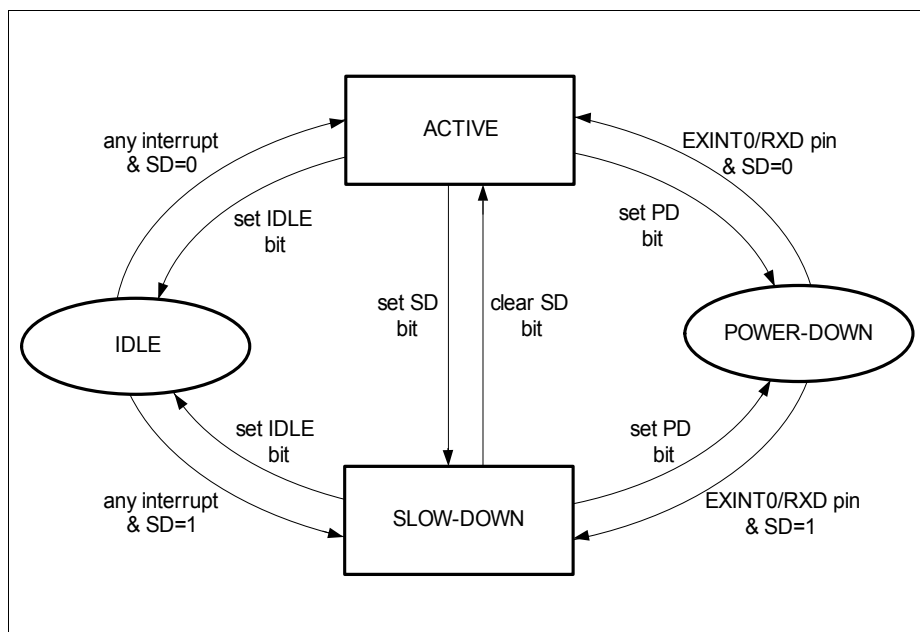 ACTIVE
any interrupt
& SD=0
EXINT0/RXD pin
& SD=0
set IDLE
bit
set PD
bit
set SD
bit
clear SD
bit
IDLE
POWER-DOWN
set IDLE
bit
set PD
bit
any interrupt
& SD=1
SLOW-DOWN
EXINT0/RXD pin
& SD=1